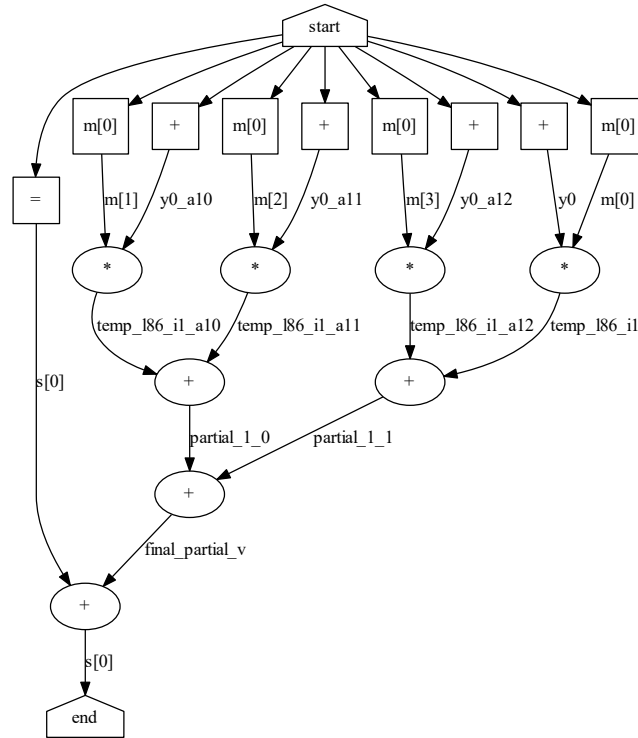 start
m[0]
+
m[0]
+
m[0]
+
+
m[0]
=
m[1]
y0_a10
m[2]
y0_a11
m[3]
y0_a12
y0
m[0]
*
*
*
*
temp_l86_i1_a10
temp_l86_i1_a11
temp_l86_i1_a12
temp_l86_i1
s[0]
+
+
partial_1_0
partial_1_1
+
final_partial_v
+
s[0]
end